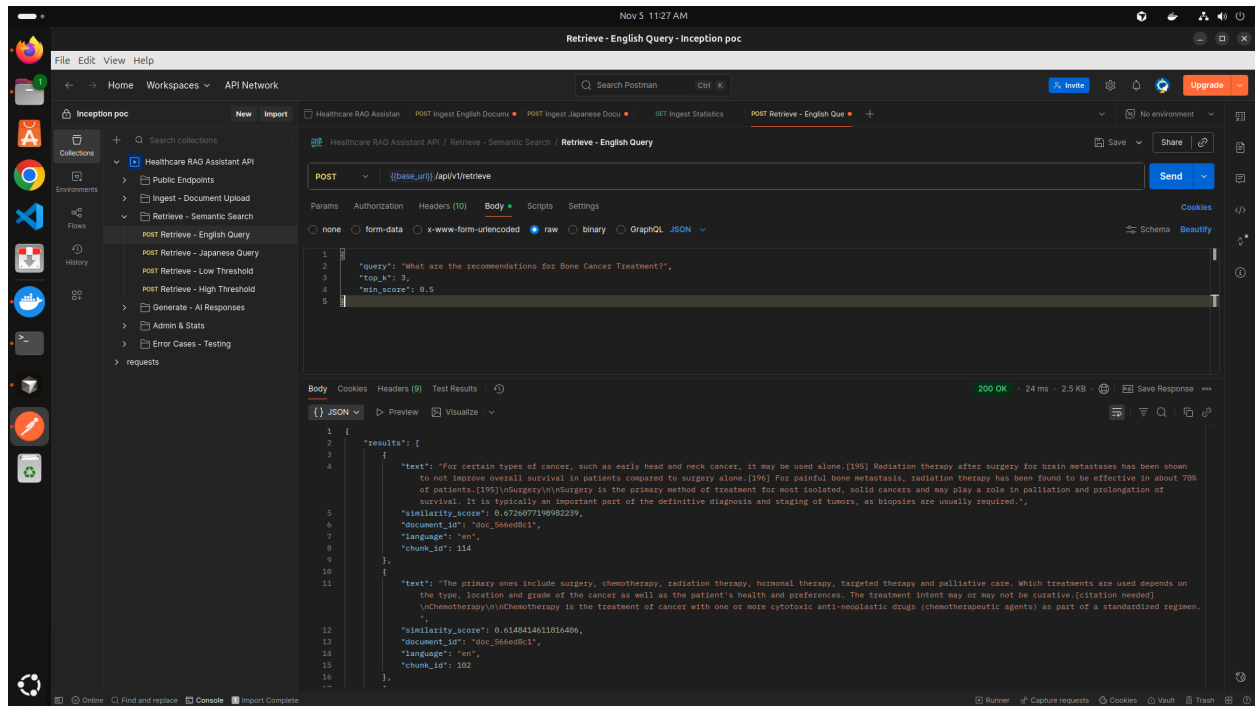 Nov 5 11:27 AM
Retrieve - English Query - Inception poc
File Edit View Help
1
Home Workspaces API Network
Search Postman Ctrl K
Invite
Upgrade
Inception poc
New Import
Healthcare RAG Assistan
POST Ingest English Docume
POST Ingest Japanese Docu
GET Ingest Statistics
POST Retrieve - English Que
No environment
Collections
Environments
Flows
History
Search collections
Healthcare RAG Assistant API
Public Endpoints
Ingest - Document Upload
Retrieve - Semantic Search
POST Retrieve - English Query
POST Retrieve - Japanese Query
POST Retrieve - Low Threshold
POST Retrieve - High Threshold
Generate - AI Responses
Admin & Stats
Error Cases - Testing
requests
Healthcare RAG Assistant API / Retrieve - Semantic Search / Retrieve - English Query
Save
Share
POST {{base_url}} /api/v1/retrieve
Send
Params Authorization Headers (10) Body Scripts Settings
Cookies
none form-data x-www-form-urlencoded raw binary GraphQL JSON
Schema Beautify
1 {
2 "query": "What are the recommendations for Bone Cancer Treatment?",
3 "top_k": 3,
4 "min_score": 0.5
5 }
Body Cookies Headers (9) Test Results
200 OK 24 ms 2.5 KB
Save Response
{} JSON Preview Visualize
1 {
2 "results": [
3 {
4 "text": "For certain types of cancer, such as early head and neck cancer, it may be used alone.[195] Radiation therapy after surgery for brain metastases has been shown
to not improve overall survival in patients compared to surgery alone.[196] For painful bone metastasis, radiation therapy has been found to be effective in about 70%
of patients.[195]\nSurgery\n\nSurgery is the primary method of treatment for most isolated, solid cancers and may play a role in palliation and prolongation of
survival. It is typically an important part of the definitive diagnosis and staging of tumors, as biopsies are usually required.",
5 "similarity_score": 0.6726077198982239,
6 "document_id": "doc_566ed8c1",
7 "language": "en",
8 "chunk_id": 114
9 },
10 {
11 "text": "The primary ones include surgery, chemotherapy, radiation therapy, hormonal therapy, targeted therapy and palliative care. Which treatments are used depends on
the type, location and grade of the cancer as well as the patient's health and preferences. The treatment intent may or may not be curative.[citation needed]
\nChemotherapy\n\nChemotherapy is the treatment of cancer with one or more cytotoxic anti-neoplastic drugs (chemotherapeutic agents) as part of a standardized regimen.
",
12 "similarity_score": 0.6148414611816406,
13 "document_id": "doc_566ed8c1",
14 "language": "en",
15 "chunk_id": 102
16 },
Online Find and replace Console Import Complete
Runner Capture requests Cookies Vault Trash